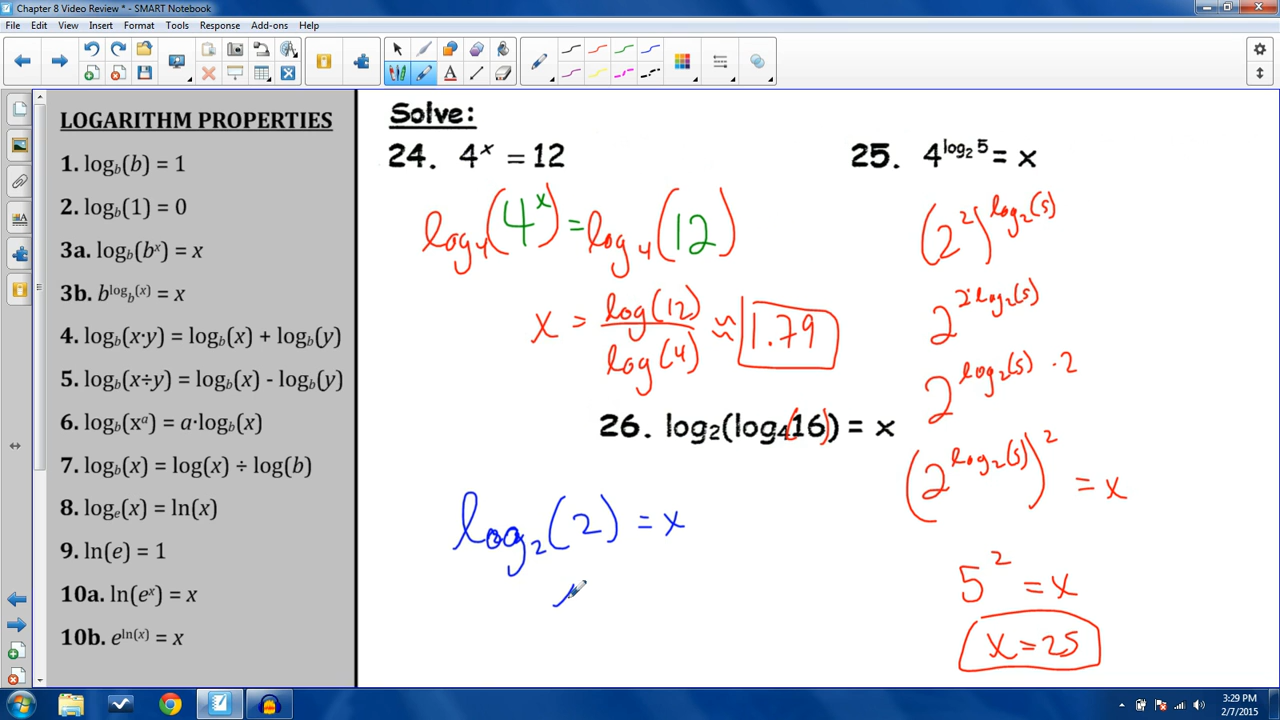 Chapter 8 Video Review * - SMART Notebook
File Edit View Insert Format Tools Response Add-ons Help
LOGARITHM PROPERTIES
1. log_b(b) = 1
2. log_b(1) = 0
3a. log_b(b^x) = x
3b. b^(log_b(x)) = x
4. log_b(x·y) = log_b(x) + log_b(y)
5. log_b(x÷y) = log_b(x) - log_b(y)
6. log_b(x^a) = a·log_b(x)
7. log_b(x) = log(x) ÷ log(b)
8. log_e(x) = ln(x)
9. ln(e) = 1
10a. ln(e^x) = x
10b. e^(ln(x)) = x
Solve:
24. 4^x = 12
log_4(4^x) = log_4(12)
x = log(12)/log(4) ≈ 1.79
25. 4^(log_2 5) = x
(2^2)^(log_2(5))
2^(2·log_2(5))
2^(log_2(5) · 2)
(2^(log_2(5)))^2 = x
5^2 = x
x = 25
26. log_2(log_4(16)) = x
log_2(2) = x
3:29 PM
2/7/2015